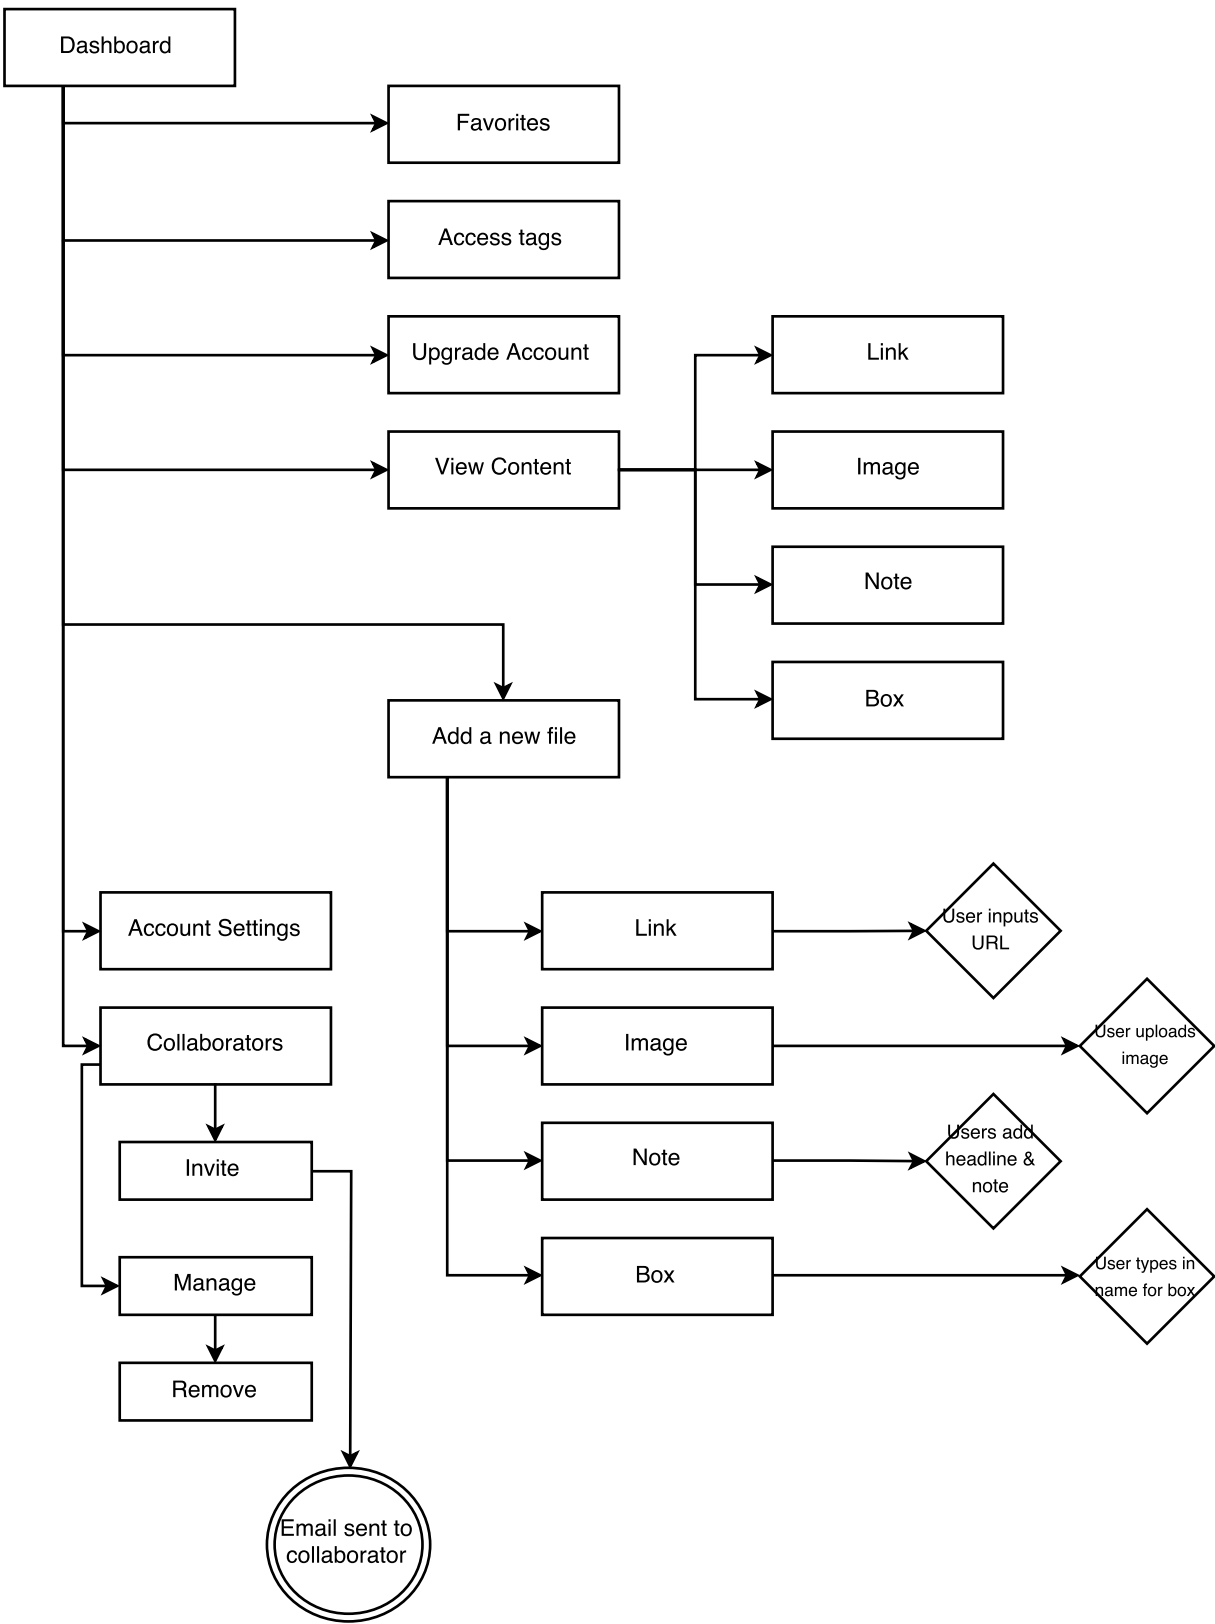 Dashboard
Favorites
Access tags
Upgrade Account
Link
View Content
Image
Note
Box
Add a new file
Account Settings
Link
User inputs
URL
Collaborators
Image
User uploads
image
Invite
Note
Users add
headline &
note
Manage
Box
User types in
name for box
Remove
Email sent to
collaborator